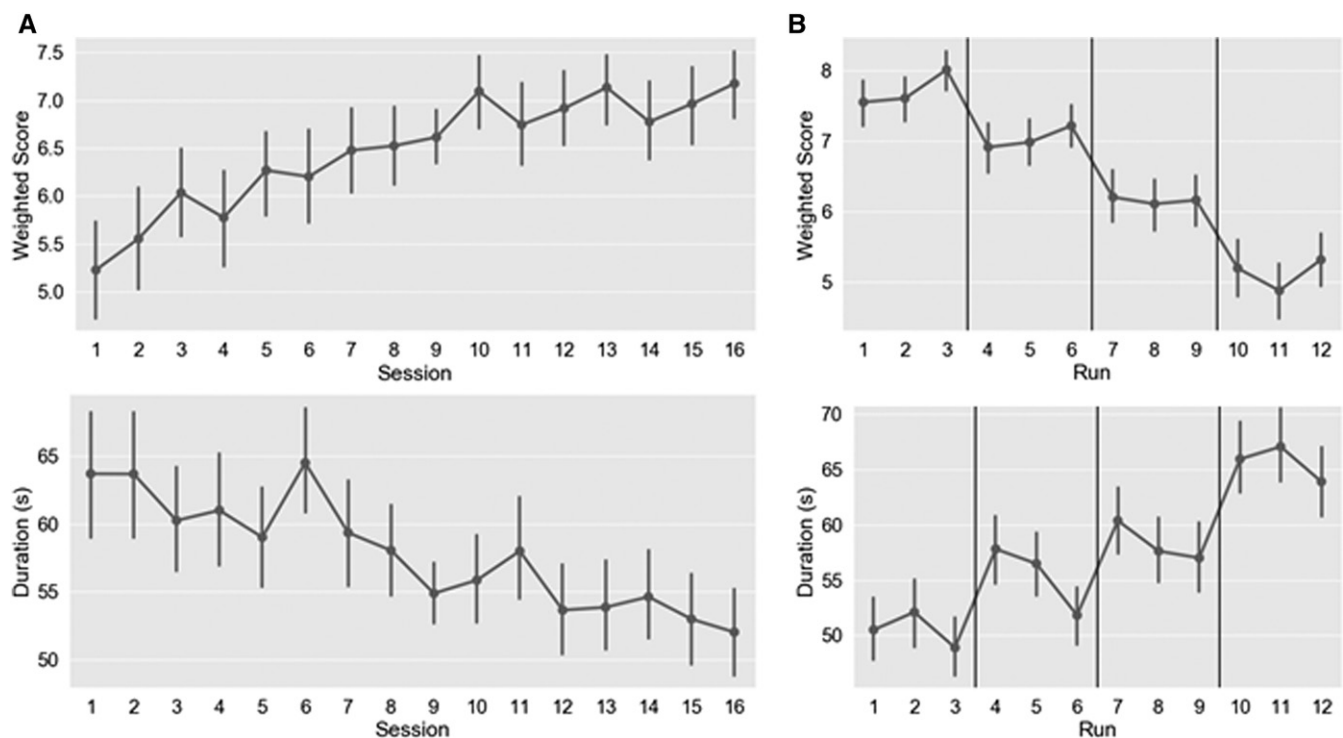 A
Weighted Score
7.5
7.0
6.5
6.0
5.5
5.0
1 2 3 4 5 6 7 8 9 10 11 12 13 14 15 16
Session
B
Weighted Score
8
7
6
5
1 2 3 4 5 6 7 8 9 10 11 12
Run
Duration (s)
65
60
55
50
1 2 3 4 5 6 7 8 9 10 11 12 13 14 15 16
Session
Duration (s)
70
65
60
55
50
1 2 3 4 5 6 7 8 9 10 11 12
Run